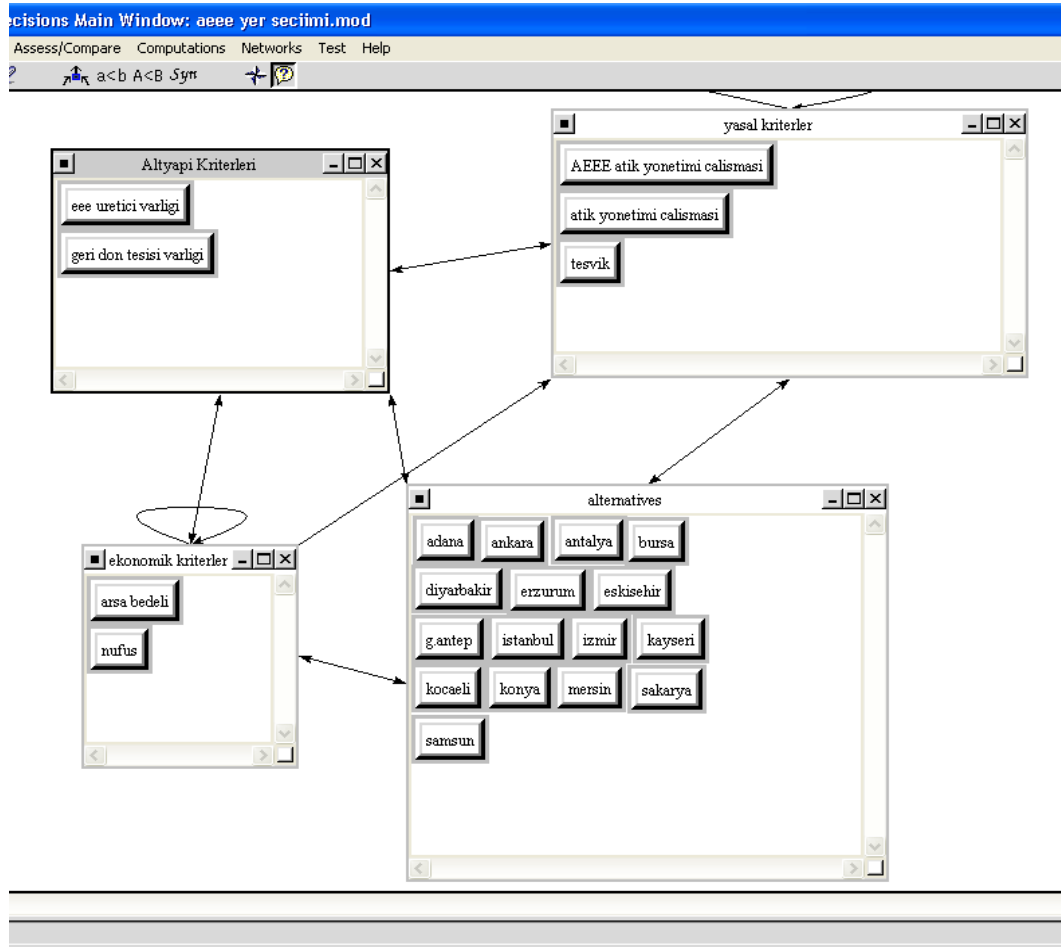 ecisions Main Window: aeee yer seciimi.mod
Assess/Compare Computations Networks Test Help
a<b A<B Syn
yasal kriterler
AEEE atik yonetimi calismasi
atik yonetimi calismasi
tesvik
Altyapi Kriterleri
eee uretici varligi
geri don tesisi varligi
alternatives
adana ankara antalya bursa
diyarbakir erzurum eskisehir
g.antep istanbul izmir kayseri
kocaeli konya mersin sakarya
samsun
ekonomik kriterler
arsa bedeli
nufus